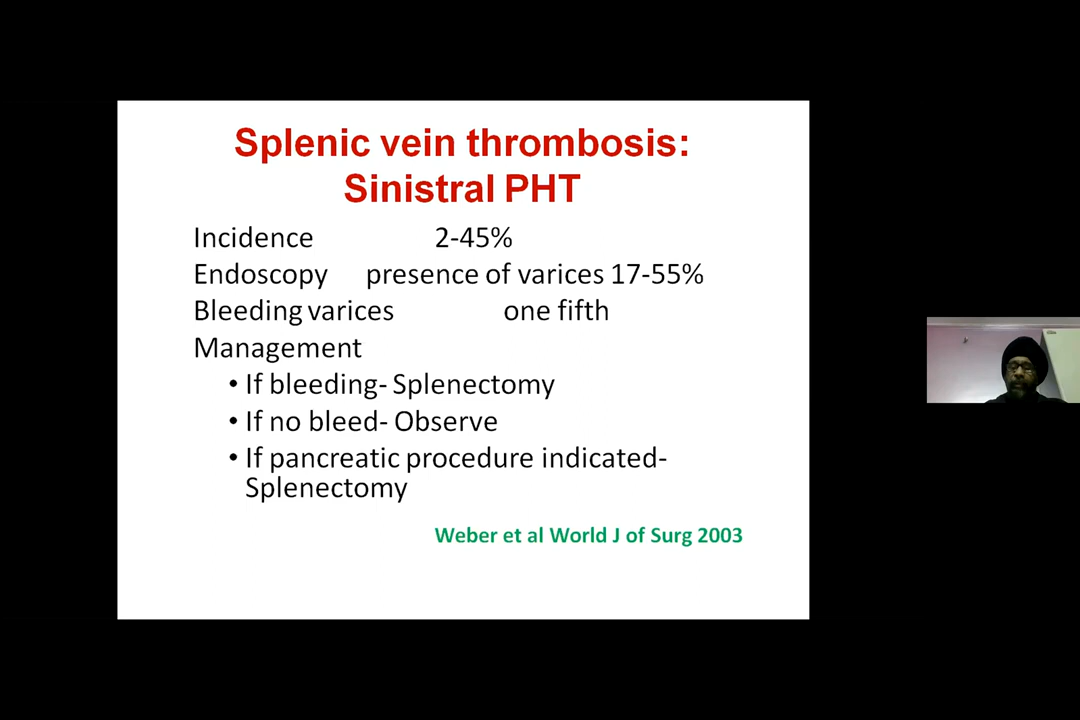 Splenic vein thrombosis:
Sinistral PHT
Incidence 2-45%
Endoscopy presence of varices 17-55%
Bleeding varices one fifth
Management
• If bleeding- Splenectomy
• If no bleed- Observe
• If pancreatic procedure indicated-
Splenectomy
Weber et al World J of Surg 2003